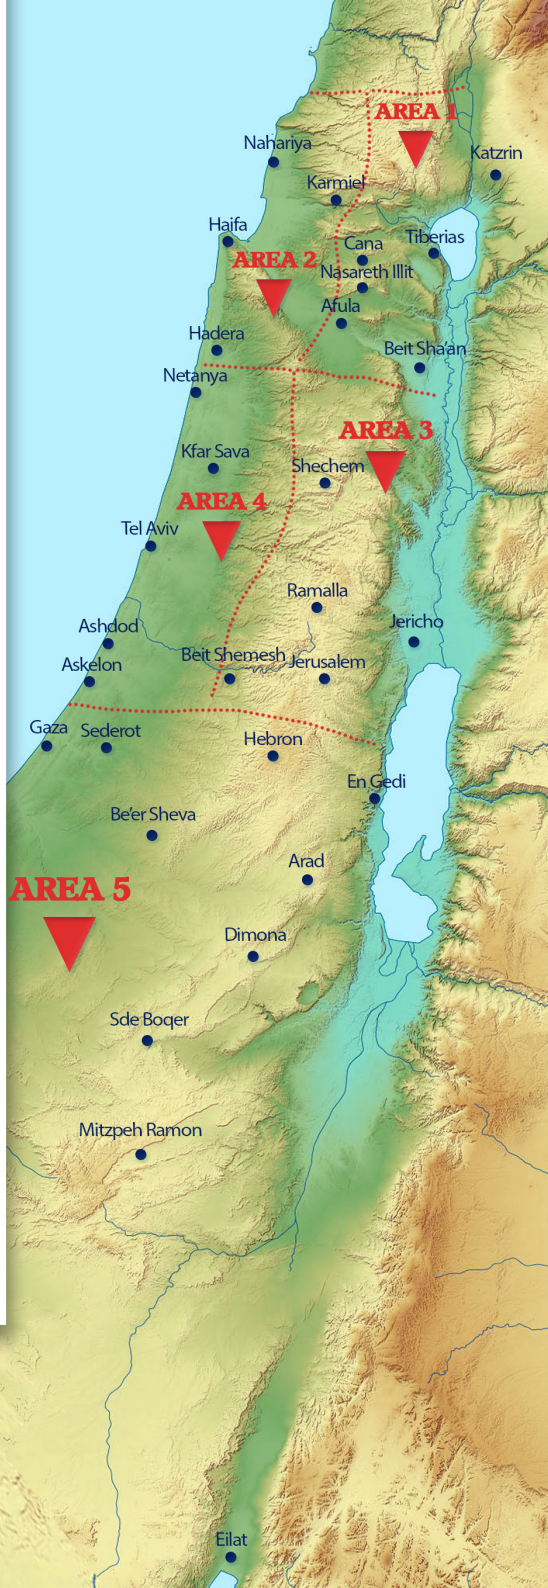 AREA 1
Nahariya
Katzrin
Karmiel
Haifa
Tiberias
Cana
AREA 2
Nasareth Illit
Afula
Hadera
Beit Sha'an
Netanya
AREA 3
Kfar Sava
Shechem
AREA 4
Tel Aviv
Ramalla
Jericho
Ashdod
Beit Shemesh
Jerusalem
Askelon
Gaza
Sederot
Hebron
En Gedi
Be'er Sheva
Arad
AREA 5
Dimona
Sde Boqer
Mitzpeh Ramon
Eilat